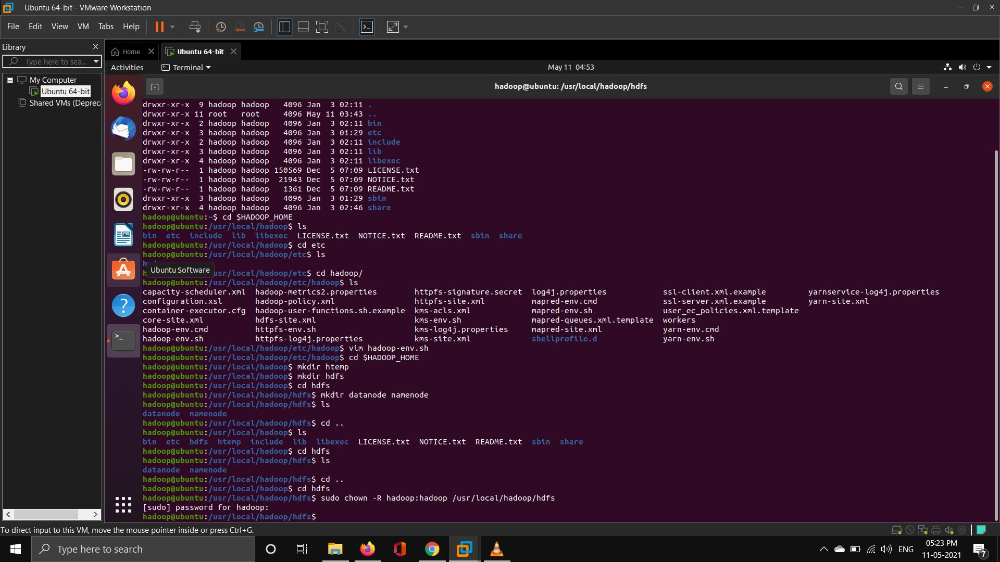 Ubuntu 64-bit - VMware Workstation
File Edit View VM Tabs Help
Library
Type here to sea...
My Computer
Ubuntu 64-bit
Shared VMs (Depreca
Home
Ubuntu 64-bit
Activities
Terminal
May 11 04:53
hadoop@ubuntu: /usr/local/hadoop/hdfs
drwxr-xr-x  9 hadoop hadoop   4096 Jan  3 02:11 .
drwxr-xr-x 11 root   root     4096 May 11 03:43 ..
drwxr-xr-x  2 hadoop hadoop   4096 Jan  3 02:11 bin
drwxr-xr-x  3 hadoop hadoop   4096 Jan  3 01:29 etc
drwxr-xr-x  2 hadoop hadoop   4096 Jan  3 02:11 include
drwxr-xr-x  3 hadoop hadoop   4096 Jan  3 02:11 lib
drwxr-xr-x  4 hadoop hadoop   4096 Jan  3 02:11 libexec
-rw-rw-r--  1 hadoop hadoop 150569 Dec  5 07:09 LICENSE.txt
-rw-rw-r--  1 hadoop hadoop  21943 Dec  5 07:09 NOTICE.txt
-rw-rw-r--  1 hadoop hadoop   1361 Dec  5 07:09 README.txt
drwxr-xr-x  3 hadoop hadoop   4096 Jan  3 01:29 sbin
drwxr-xr-x  4 hadoop hadoop   4096 Jan  3 02:46 share
hadoop@ubuntu:~$ cd $HADOOP_HOME
hadoop@ubuntu:/usr/local/hadoop$ ls
bin  etc  include  lib  libexec  LICENSE.txt  NOTICE.txt  README.txt  sbin  share
hadoop@ubuntu:/usr/local/hadoop$ cd etc
hadoop@ubuntu:/usr/local/hadoop/etc$ ls
Ubuntu Software
usr/local/hadoop/etc$ cd hadoop/
hadoop@ubuntu:/usr/local/hadoop/etc/hadoop$ ls
capacity-scheduler.xml  hadoop-metrics2.properties  httpfs-signature.secret  log4j.properties  ssl-client.xml.example  yarnservice-log4j.properties
configuration.xsl  hadoop-policy.xml  httpfs-site.xml  mapred-env.cmd  ssl-server.xml.example  yarn-site.xml
container-executor.cfg  hadoop-user-functions.sh.example  kms-acls.xml  mapred-env.sh  user_ec_policies.xml.template
core-site.xml  hdfs-site.xml  kms-env.sh  mapred-queues.xml.template  workers
hadoop-env.cmd  httpfs-env.sh  kms-log4j.properties  mapred-site.xml  yarn-env.cmd
hadoop-env.sh  httpfs-log4j.properties  kms-site.xml  shellprofile.d  yarn-env.sh
hadoop@ubuntu:/usr/local/hadoop/etc/hadoop$ vim hadoop-env.sh
hadoop@ubuntu:/usr/local/hadoop/etc/hadoop$ cd $HADOOP_HOME
hadoop@ubuntu:/usr/local/hadoop$ mkdir htemp
hadoop@ubuntu:/usr/local/hadoop$ mkdir hdfs
hadoop@ubuntu:/usr/local/hadoop$ cd hdfs
hadoop@ubuntu:/usr/local/hadoop/hdfs$ mkdir datanode namenode
hadoop@ubuntu:/usr/local/hadoop/hdfs$ ls
datanode  namenode
hadoop@ubuntu:/usr/local/hadoop/hdfs$ cd ..
hadoop@ubuntu:/usr/local/hadoop$ ls
bin  etc  hdfs  htemp  include  lib  libexec  LICENSE.txt  NOTICE.txt  README.txt  sbin  share
hadoop@ubuntu:/usr/local/hadoop$ cd hdfs
hadoop@ubuntu:/usr/local/hadoop/hdfs$ ls
datanode  namenode
hadoop@ubuntu:/usr/local/hadoop/hdfs$ cd ..
hadoop@ubuntu:/usr/local/hadoop$ cd hdfs
hadoop@ubuntu:/usr/local/hadoop/hdfs$ sudo chown -R hadoop:hadoop /usr/local/hadoop/hdfs
[sudo] password for hadoop:
hadoop@ubuntu:/usr/local/hadoop/hdfs$
To direct input to this VM, move the mouse pointer inside or press Ctrl+G.
Type here to search
ENG
05:23 PM
11-05-2021
7